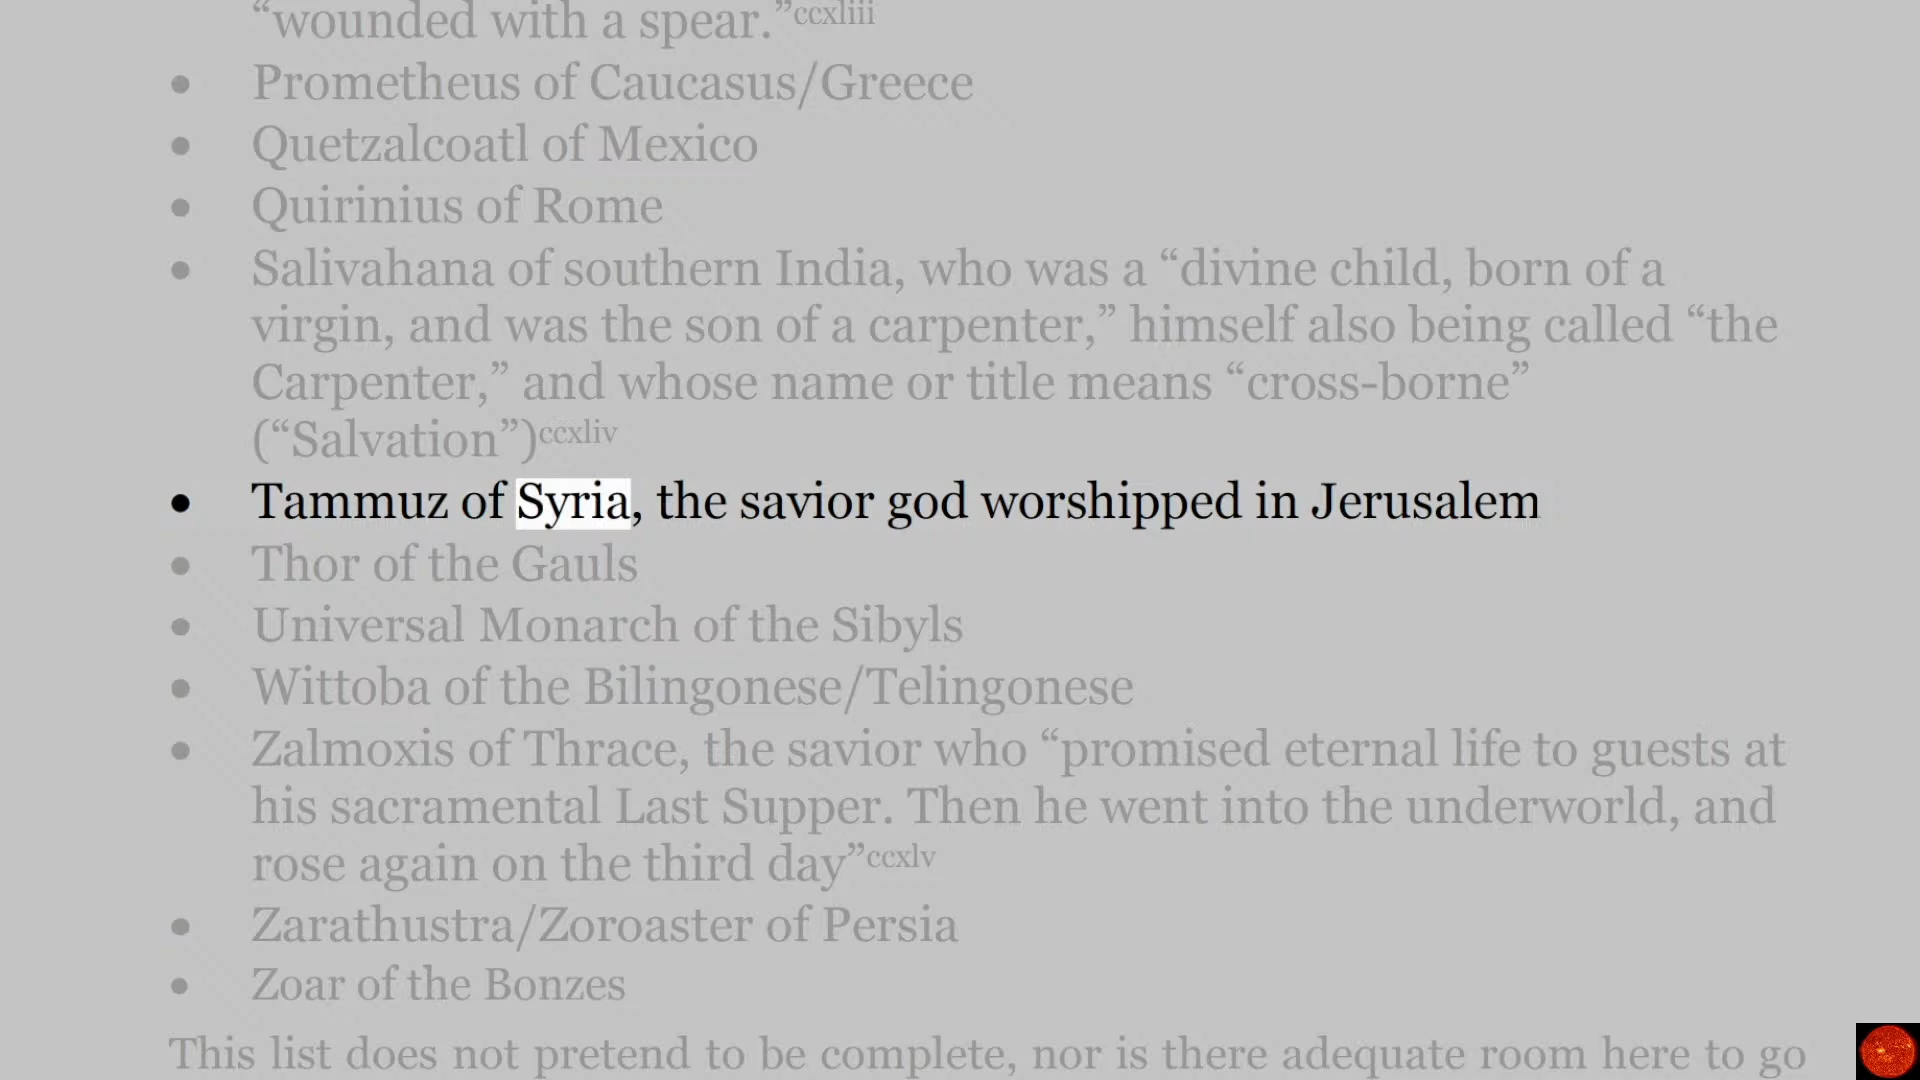 “wounded with a spear.”ccxliii
• Prometheus of Caucasus/Greece
• Quetzalcoatl of Mexico
• Quirinius of Rome
• Salivahana of southern India, who was a “divine child, born of a
virgin, and was the son of a carpenter,” himself also being called “the
Carpenter,” and whose name or title means “cross-borne”
(“Salvation”)ccxliv
• Tammuz of Syria, the savior god worshipped in Jerusalem
• Thor of the Gauls
• Universal Monarch of the Sibyls
• Wittoba of the Bilingonese/Telingonese
• Zalmoxis of Thrace, the savior who “promised eternal life to guests at
his sacramental Last Supper. Then he went into the underworld, and
rose again on the third day”ccxlv
• Zarathustra/Zoroaster of Persia
• Zoar of the Bonzes
This list does not pretend to be complete, nor is there adequate room here to go